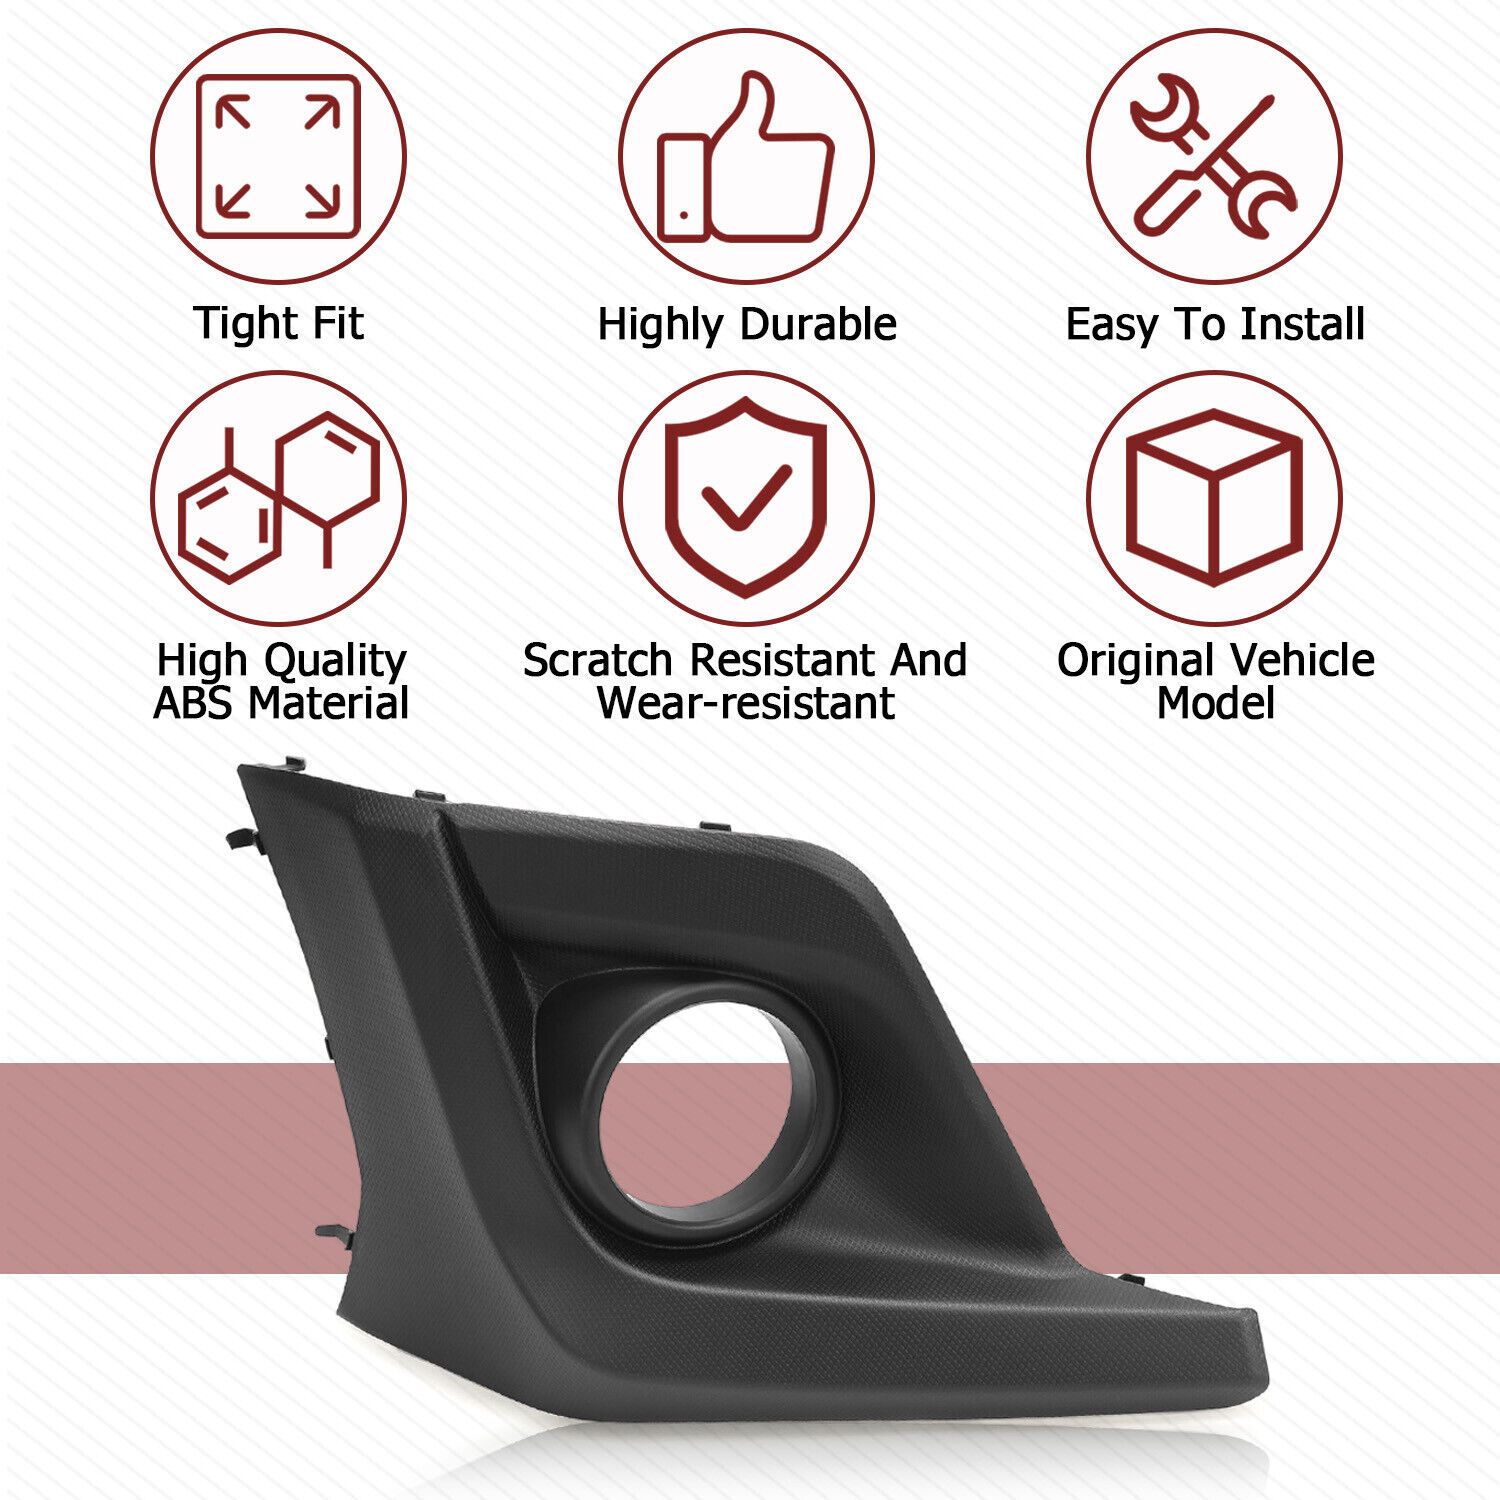 Tight Fit
Highly Durable
Easy To Install
High Quality
ABS Material
Scratch Resistant And
Wear-resistant
Original Vehicle
Model